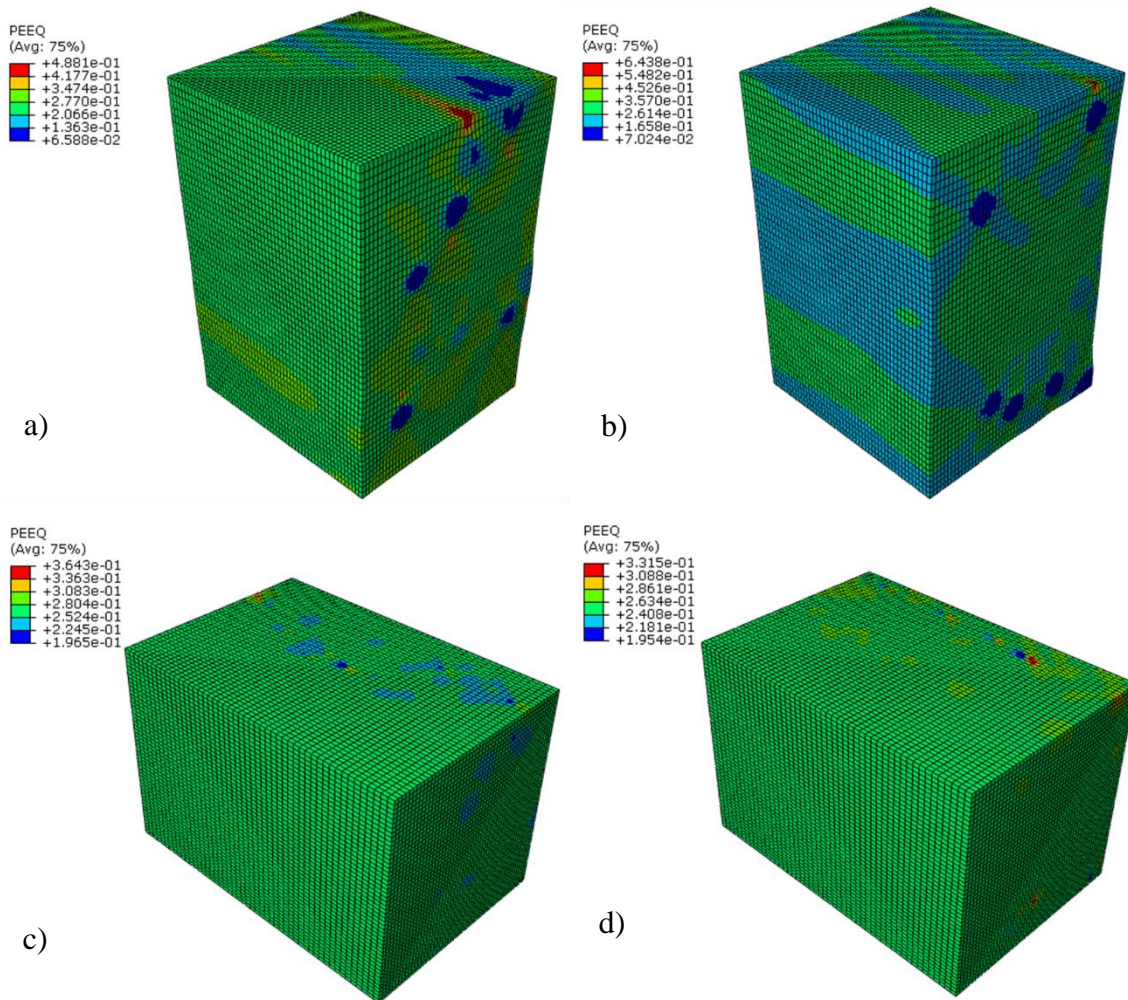 PEEQ
(Avg: 75%)
+4.881e-01
+4.177e-01
+3.474e-01
+2.770e-01
+2.066e-01
+1.363e-01
+6.588e-02
a)
PEEQ
(Avg: 75%)
+6.438e-01
+5.482e-01
+4.526e-01
+3.570e-01
+2.614e-01
+1.658e-01
+7.024e-02
b)
PEEQ
(Avg: 75%)
+3.643e-01
+3.363e-01
+3.083e-01
+2.804e-01
+2.524e-01
+2.245e-01
+1.965e-01
c)
PEEQ
(Avg: 75%)
+3.315e-01
+3.088e-01
+2.861e-01
+2.634e-01
+2.408e-01
+2.181e-01
+1.954e-01
d)